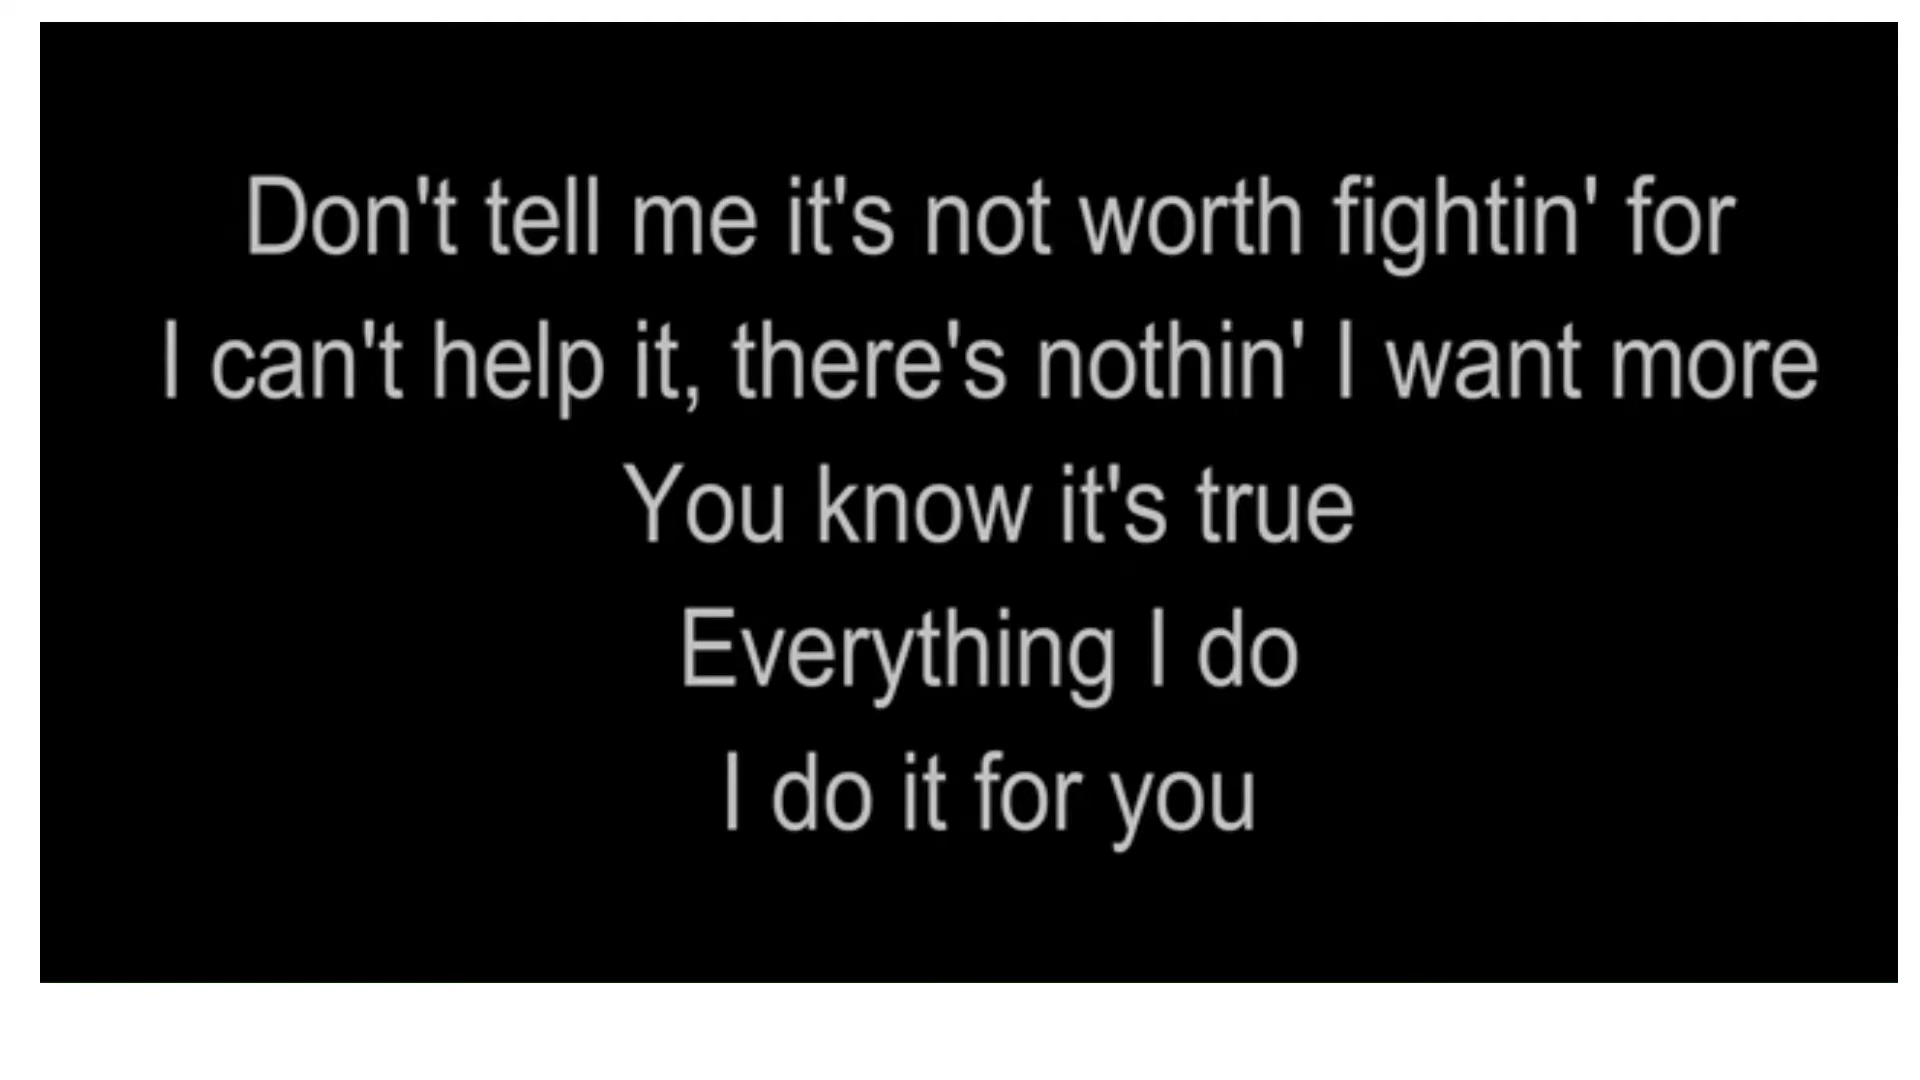 Don't tell me it's not worth fightin' for
I can't help it, there's nothin' I want more
You know it's true
Everything I do
I do it for you